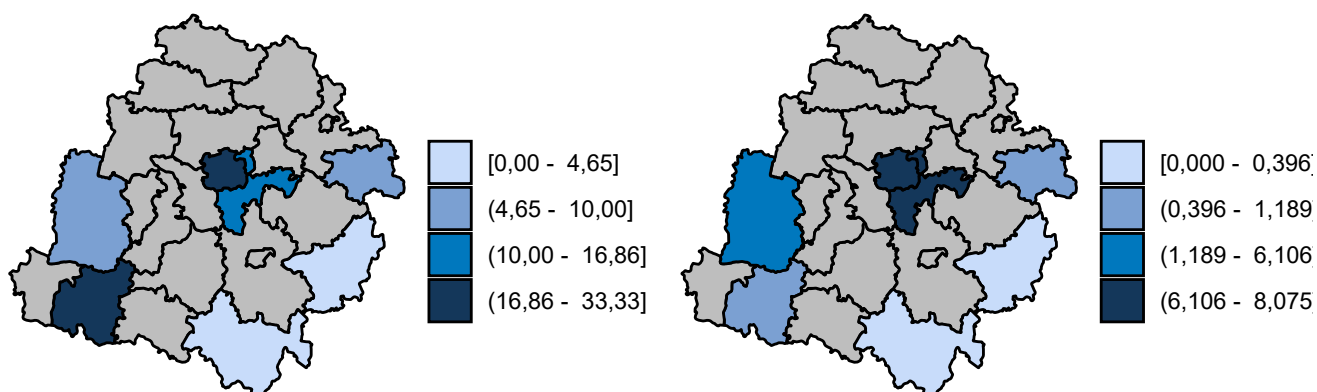 [0,00 - 4,65]
(4,65 - 10,00]
(10,00 - 16,86]
(16,86 - 33,33]
[0,000 - 0,396]
(0,396 - 1,189]
(1,189 - 6,106]
(6,106 - 8,075]